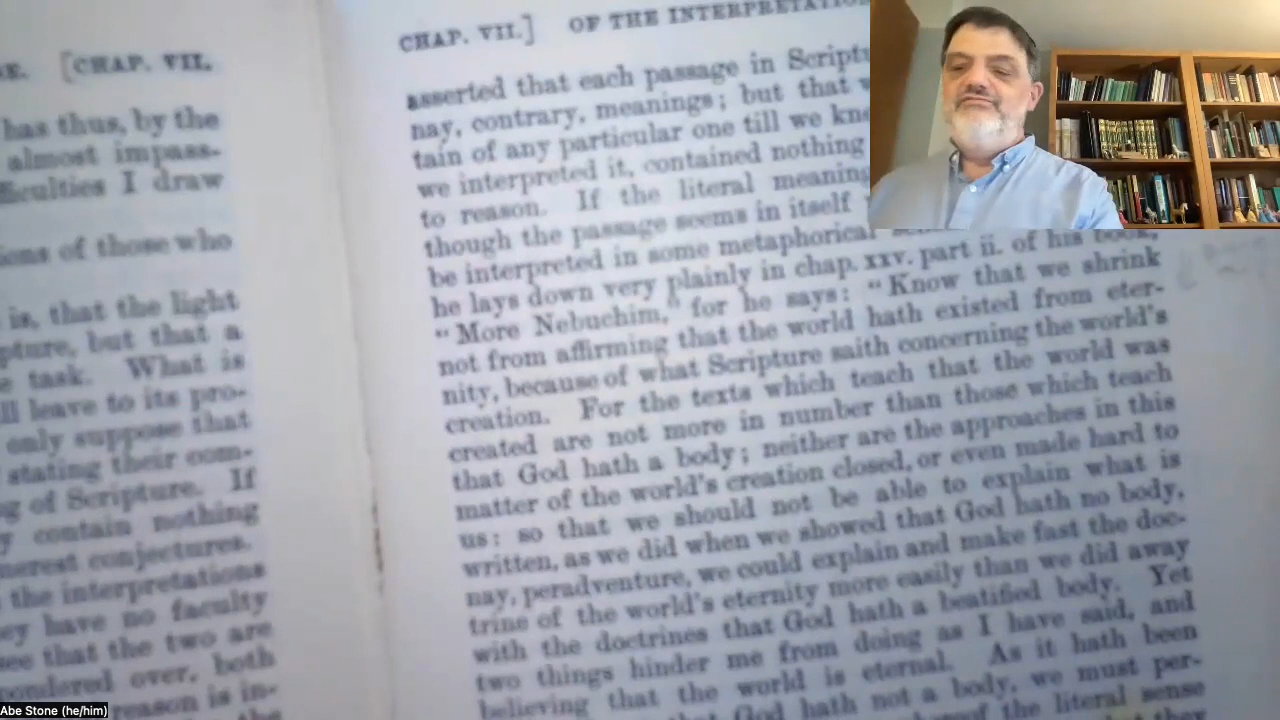 E. [CHAP. VII.
has thus, by the
almost impass-
iculties I draw
ions of those who
is, that the light
pture, but that a
e task. What is
ll leave to its pro-
only suppose that
stating their com-
g of Scripture. If
y contain nothing
merest conjectures.
the interpretations
ey have no faculty
see that the two are
pondered over, both
reason is in-
the
CHAP. VII.] OF THE INTERPRETATION
asserted that each passage in Scriptu
nay, contrary, meanings; but that w
tain of any particular one till we kne
we interpreted it, contained nothing
to reason. If the literal meaning
though the passage seems in itself
be interpreted in some metaphorical
he lays down very plainly in chap. xxv. part ii. of his book,
"More Nebuchim," for he says: "Know that we shrink
not from affirming that the world hath existed from eter-
nity, because of what Scripture saith concerning the world's
creation. For the texts which teach that the world was
created are not more in number than those which teach
that God hath a body; neither are the approaches in this
matter of the world's creation closed, or even made hard to
us: so that we should not be able to explain what is
written, as we did when we showed that God hath no body,
nay, peradventure, we could explain and make fast the doc-
trine of the world's eternity more easily than we did away
with the doctrines that God hath a beatified body. Yet
two things hinder me from doing as I have said, and
believing that the world is eternal. As it hath been
that God hath not a body, we must per-
of the literal sense
they
Abe Stone (he/him)